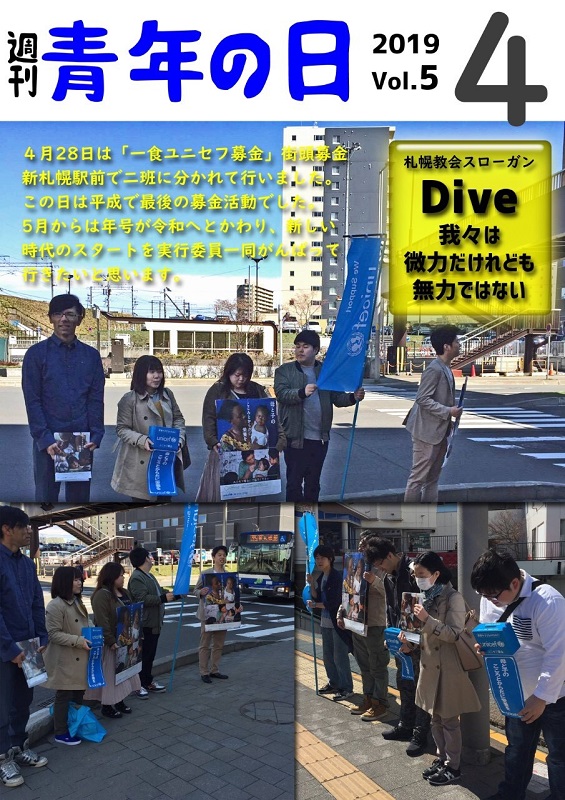 週刊
青年の日
2019
Vol.5
4
4月28日は「一食ユニセフ募金」街頭募金
新札幌駅前で二班に分かれて行いました。
この日は平成で最後の募金活動でした。
5月からは年号が令和へとかわり、新しい
時代のスタートを実行委員一同がんばって
行きたいと思います。
札幌教会スローガン
Dive
我々は
微力だけれども
無力ではない
We Support
unicef
unicef
unicef